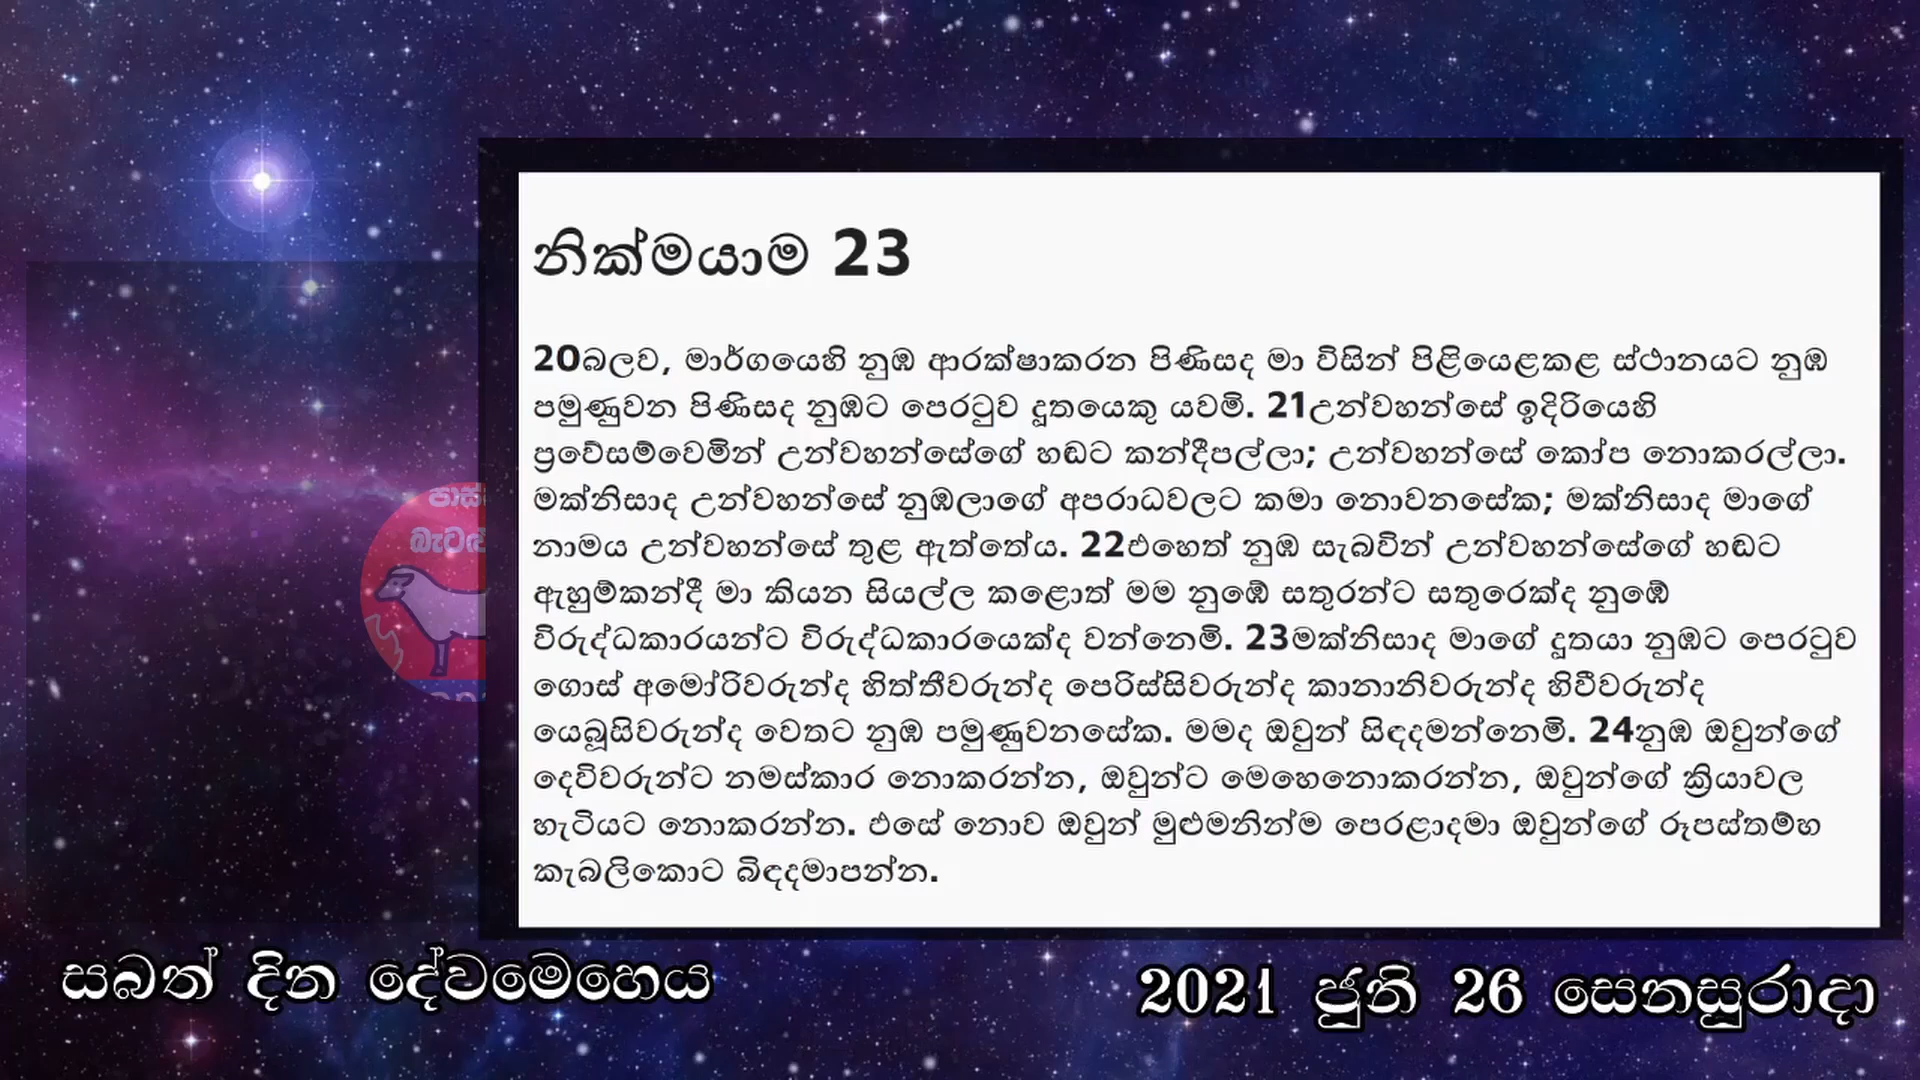 නික්මයාම 23
20බලව, මාර්ගයෙහි නුඹ ආරක්ෂාකරන පිණිසද මා විසින් පිළියෙළකළ ස්ථානයට නුඹ
පමුණුවන පිණිසද නුඹට පෙරටුව දූතයෙකු යවමි. 21උන්වහන්සේ ඉදිරියෙහි
ප්‍රවේසම්වෙමින් උන්වහන්සේගේ හඬට කන්දීපල්ලා; උන්වහන්සේ කෝප නොකරල්ලා.
මක්නිසාද උන්වහන්සේ නුඹලාගේ අපරාධවලට කමා නොවනසේක; මක්නිසාද මාගේ
නාමය උන්වහන්සේ තුළ ඇත්තේය. 22එහෙත් නුඹ සැබවින් උන්වහන්සේගේ හඬට
ඇහුම්කන්දී මා කියන සියල්ල කළොත් මම නුඹේ සතුරන්ට සතුරෙක්ද නුඹේ
විරුද්ධකාරයන්ට විරුද්ධකාරයෙක්ද වන්නෙමි. 23මක්නිසාද මාගේ දූතයා නුඹට පෙරටුව
ගොස් අමෝරිවරුන්ද හිත්තීවරුන්ද පෙරිස්සිවරුන්ද කානානිවරුන්ද හිවීවරුන්ද
යෙබූසිවරුන්ද වෙතට නුඹ පමුණුවනසේක. මමද ඔවුන් සිඳදමන්නෙමි. 24නුඹ ඔවුන්ගේ
දෙවිවරුන්ට නමස්කාර නොකරන්න, ඔවුන්ට මෙහෙනොකරන්න, ඔවුන්ගේ ක්‍රියාවල
හැටියට නොකරන්න. එසේ නොව ඔවුන් මුළුමනින්ම පෙරළාදමා ඔවුන්ගේ රූපස්තම්භ
කැබලිකොට බිඳදමාපන්න.
සබත් දින දේවමෙහෙය
2021 ජුනි 26 සෙනසුරාදා